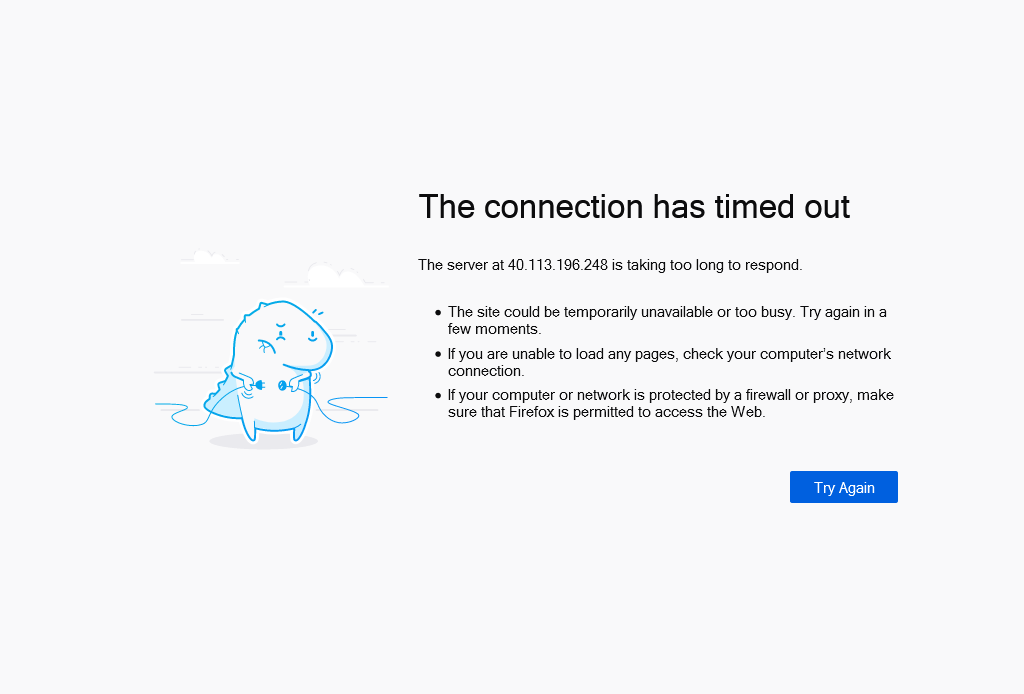 The connection has timed out
The server at 40.113.196.248 is taking too long to respond.
• The site could be temporarily unavailable or too busy. Try again in a
few moments.
• If you are unable to load any pages, check your computer’s network
connection.
• If your computer or network is protected by a firewall or proxy, make
sure that Firefox is permitted to access the Web.
Try Again